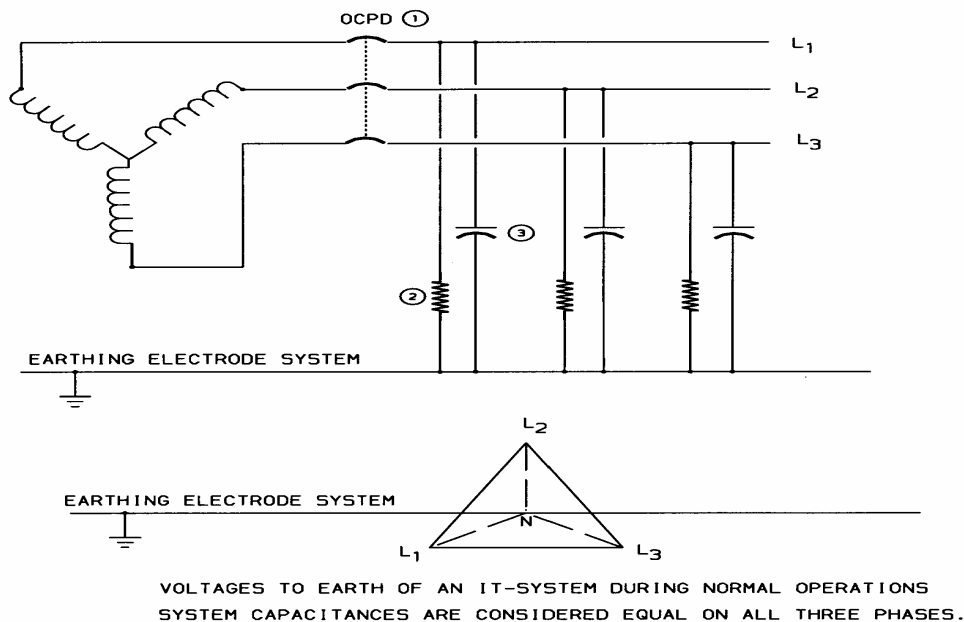 OCPD ①
L1
L2
L3
③
②
EARTHING ELECTRODE SYSTEM
L2
EARTHING ELECTRODE SYSTEM
N
L1
L3
VOLTAGES TO EARTH OF AN IT-SYSTEM DURING NORMAL OPERATIONS
SYSTEM CAPACITANCES ARE CONSIDERED EQUAL ON ALL THREE PHASES.